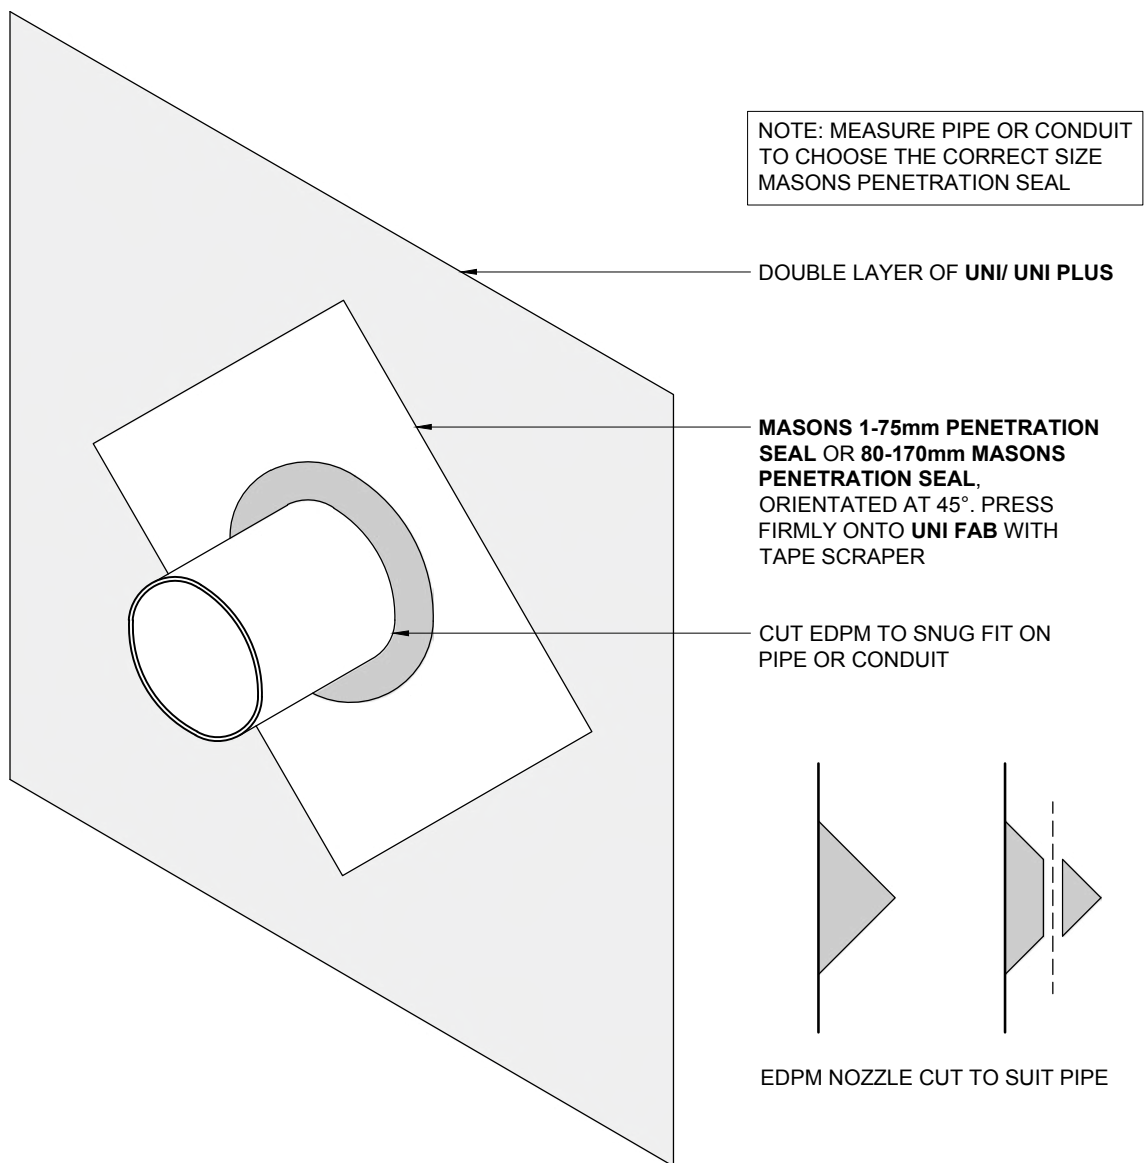 NOTE: MEASURE PIPE OR CONDUIT
TO CHOOSE THE CORRECT SIZE
MASONS PENETRATION SEAL
DOUBLE LAYER OF UNI/ UNI PLUS
MASONS 1-75mm PENETRATION
SEAL OR 80-170mm MASONS
PENETRATION SEAL,
ORIENTATED AT 45°. PRESS
FIRMLY ONTO UNI FAB WITH
TAPE SCRAPER
CUT EDPM TO SNUG FIT ON
PIPE OR CONDUIT
EDPM NOZZLE CUT TO SUIT PIPE